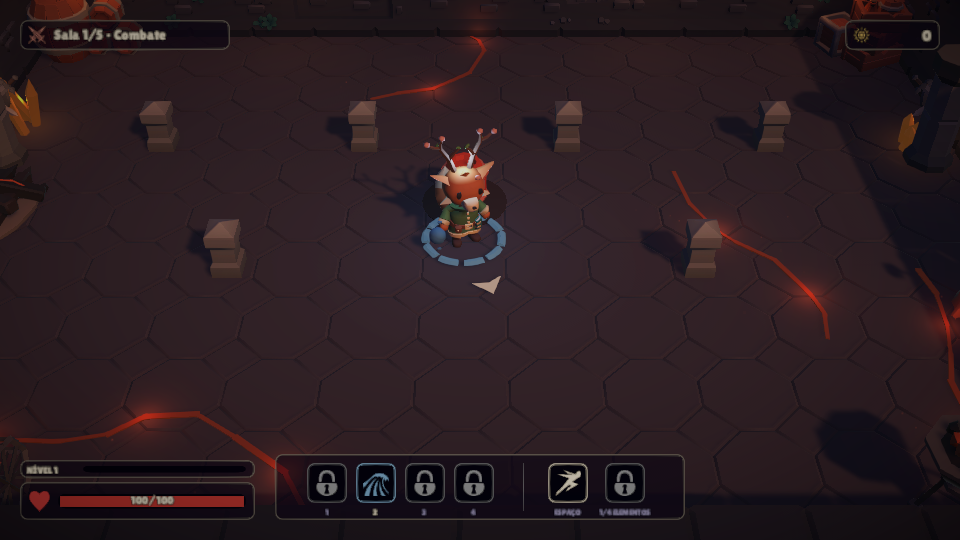 Sala 1/5 - Combate
0
NÍVEL 1
100/100
1
2
3
4
ESPAÇO
1/4 ELEMENTOS